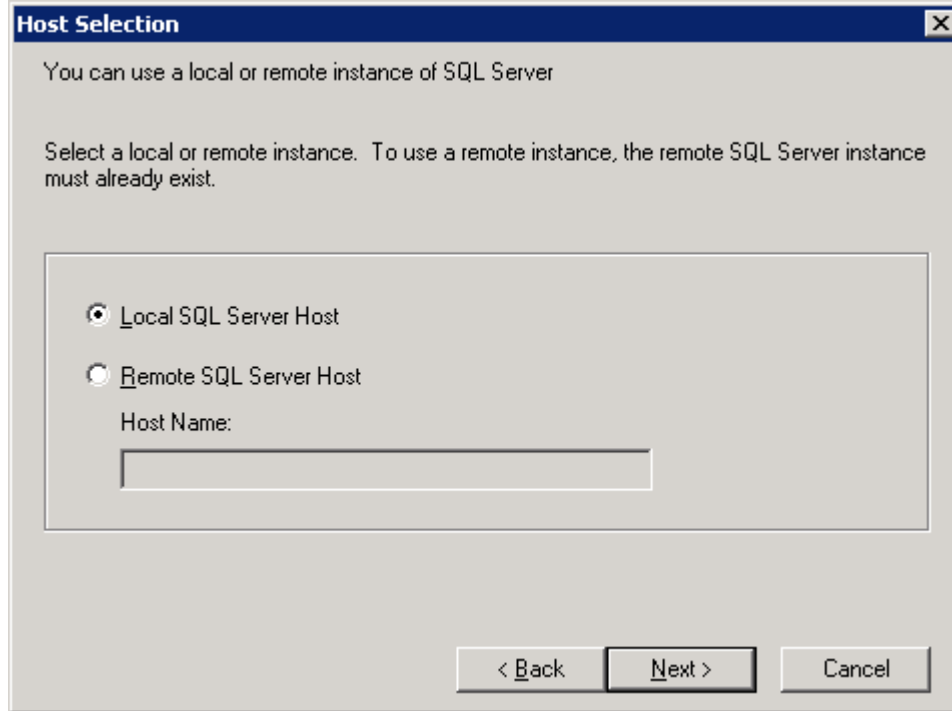 Host Selection
You can use a local or remote instance of SQL Server
Select a local or remote instance.  To use a remote instance, the remote SQL Server instance
must already exist.
Local SQL Server Host
Remote SQL Server Host
Host Name:
< Back
Next >
Cancel